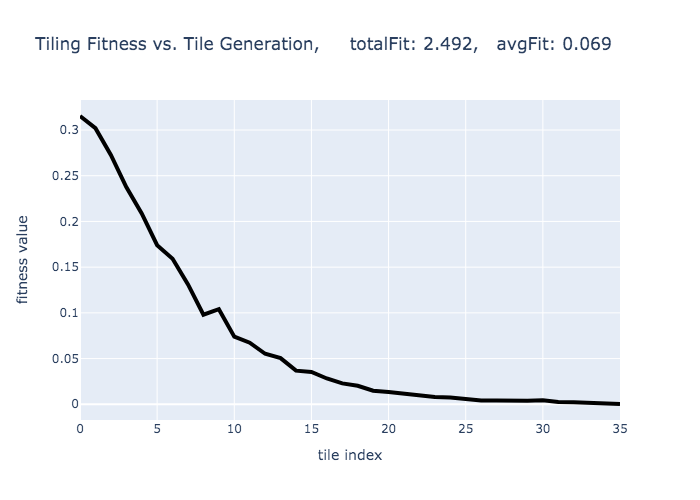 Tiling Fitness vs. Tile Generation,     totalFit: 2.492,   avgFit: 0.069
fitness value
0.3
0.25
0.2
0.15
0.1
0.05
0
0 5 10 15 20 25 30 35
tile index